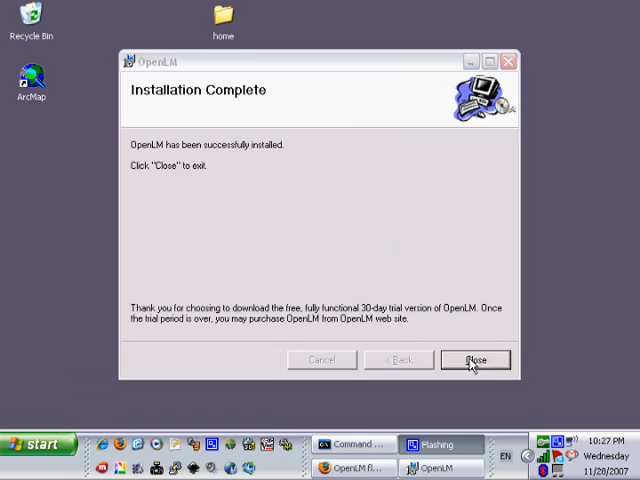 Recycle Bin
home
ArcMap
OpenLM
Installation Complete
OpenLM has been successfully installed.
Click "Close" to exit.
Thank you for choosing to download the free, fully functional 30-day trial version of OpenLM. Once
the trial period is over, you may purchase OpenLM from OpenLM web site.
Cancel
< Back
Close
start
Command ...
Flashing
OpenLM fl...
OpenLM
EN
10:27 PM
Wednesday
11/28/2007